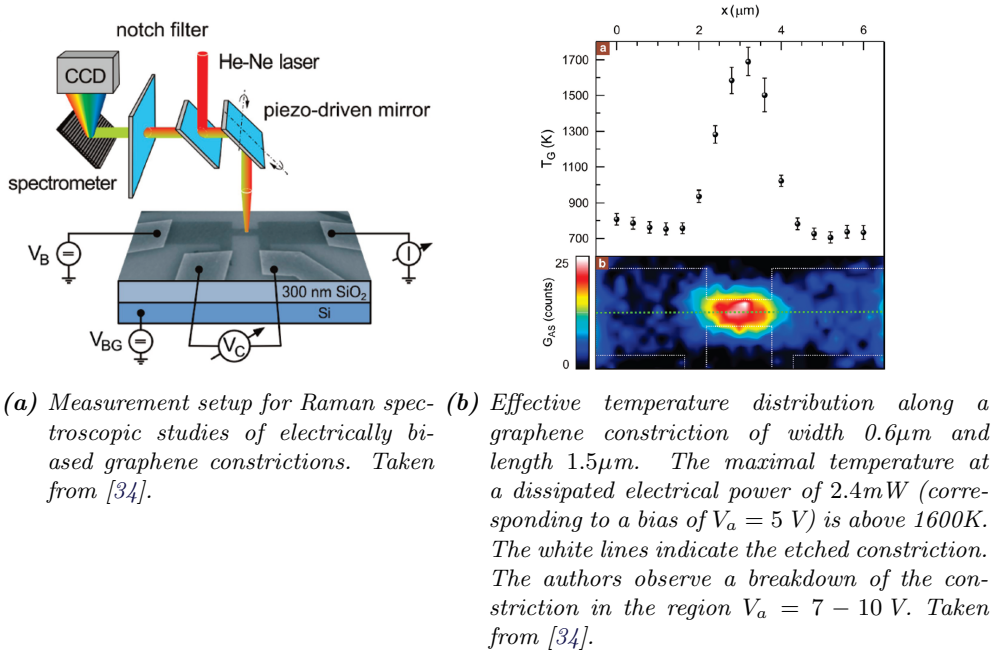 notch filter
He-Ne laser
CCD
piezo-driven mirror
spectrometer
V_B
I
300 nm SiO₂
Si
V_BG
V_C
(a) Measurement setup for Raman spec-
troscopic studies of electrically bi-
ased graphene constrictions. Taken
from [34].
x (μm)
0 2 4 6
a
1700
1500
1300
1100
900
700
T_G (K)
b
25
0
G_AS (counts)
(b) Effective temperature distribution along a
graphene constriction of width 0.6μm and
length 1.5μm. The maximal temperature at
a dissipated electrical power of 2.4mW (corre-
sponding to a bias of V_a = 5 V) is above 1600K.
The white lines indicate the etched constriction.
The authors observe a breakdown of the con-
striction in the region V_a = 7 − 10 V. Taken
from [34].